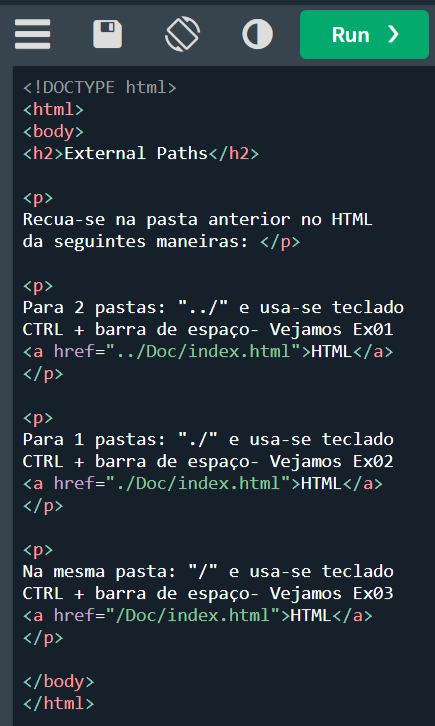 Run ❯
<!DOCTYPE html>
<html>
<body>
<h2>External Paths</h2>
<p>
Recua-se na pasta anterior no HTML
da seguintes maneiras: </p>
<p>
Para 2 pastas: "../" e usa-se teclado
CTRL + barra de espaço- Vejamos Ex01
<a href="../Doc/index.html">HTML</a>
</p>
<p>
Para 1 pastas: "./" e usa-se teclado
CTRL + barra de espaço- Vejamos Ex02
<a href="./Doc/index.html">HTML</a>
</p>
<p>
Na mesma pasta: "/" e usa-se teclado
CTRL + barra de espaço- Vejamos Ex03
<a href="/Doc/index.html">HTML</a>
</p>
</body>
</html>